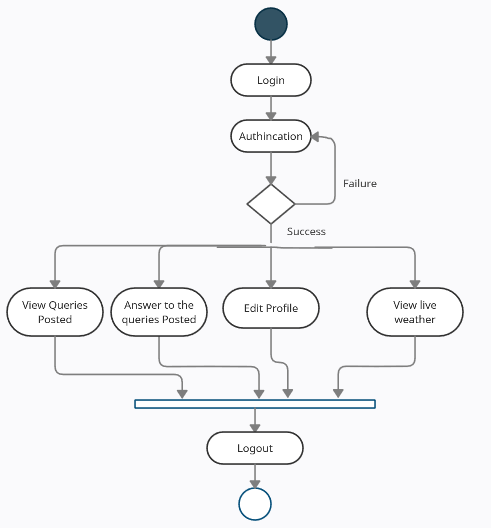 Login
Authincation
Failure
Success
View Queries
Posted
Answer to the
queries Posted
Edit Profile
View live
weather
Logout